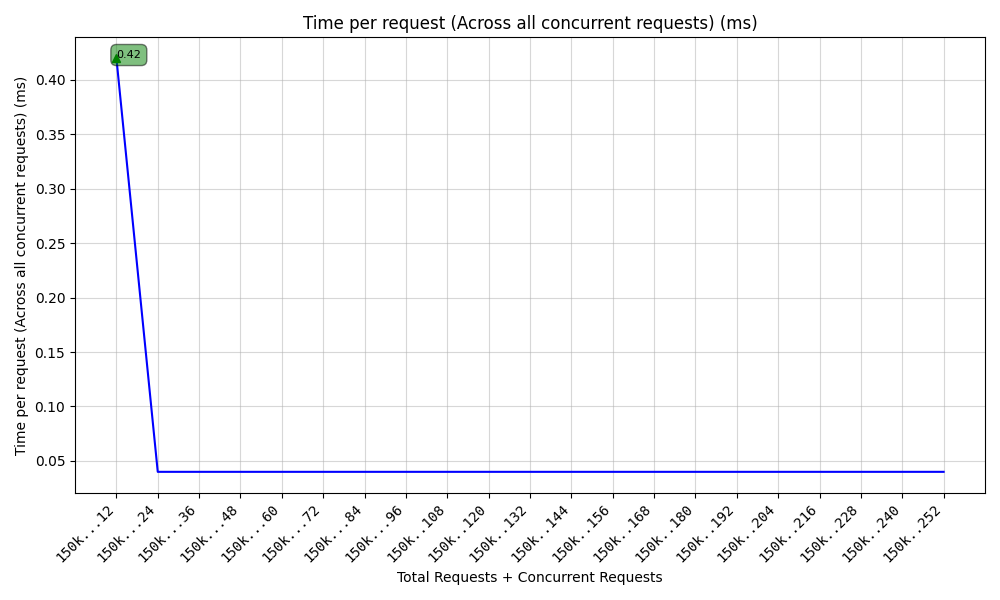 Time per request (Across all concurrent requests) (ms)
0.42
Time per request (Across all concurrent requests) (ms)
0.40
0.35
0.30
0.25
0.20
0.15
0.10
0.05
150k...12
150k...24
150k...36
150k...48
150k...60
150k...72
150k...84
150k...96
150k..108
150k..120
150k..132
150k..144
150k..156
150k..168
150k..180
150k..192
150k..204
150k..216
150k..228
150k..240
150k..252
Total Requests + Concurrent Requests